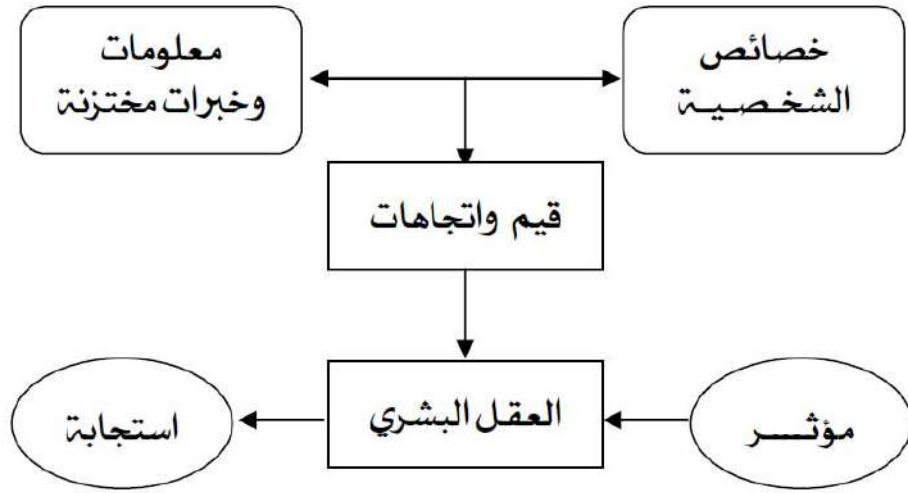 خصائص
الشخصية
معلومات
وخبرات مختزنة
قيم واتجاهات
مؤثر
العقل البشري
استجابة